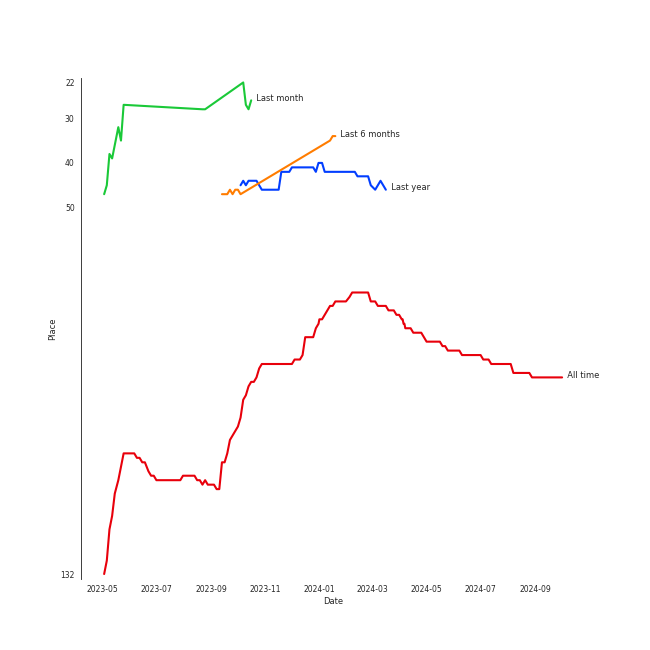 22
Last month
30
Last 6 months
40
Last year
50
Place
All time
132
2023-05 2023-07 2023-09 2023-11 2024-01 2024-03 2024-05 2024-07 2024-09
Date